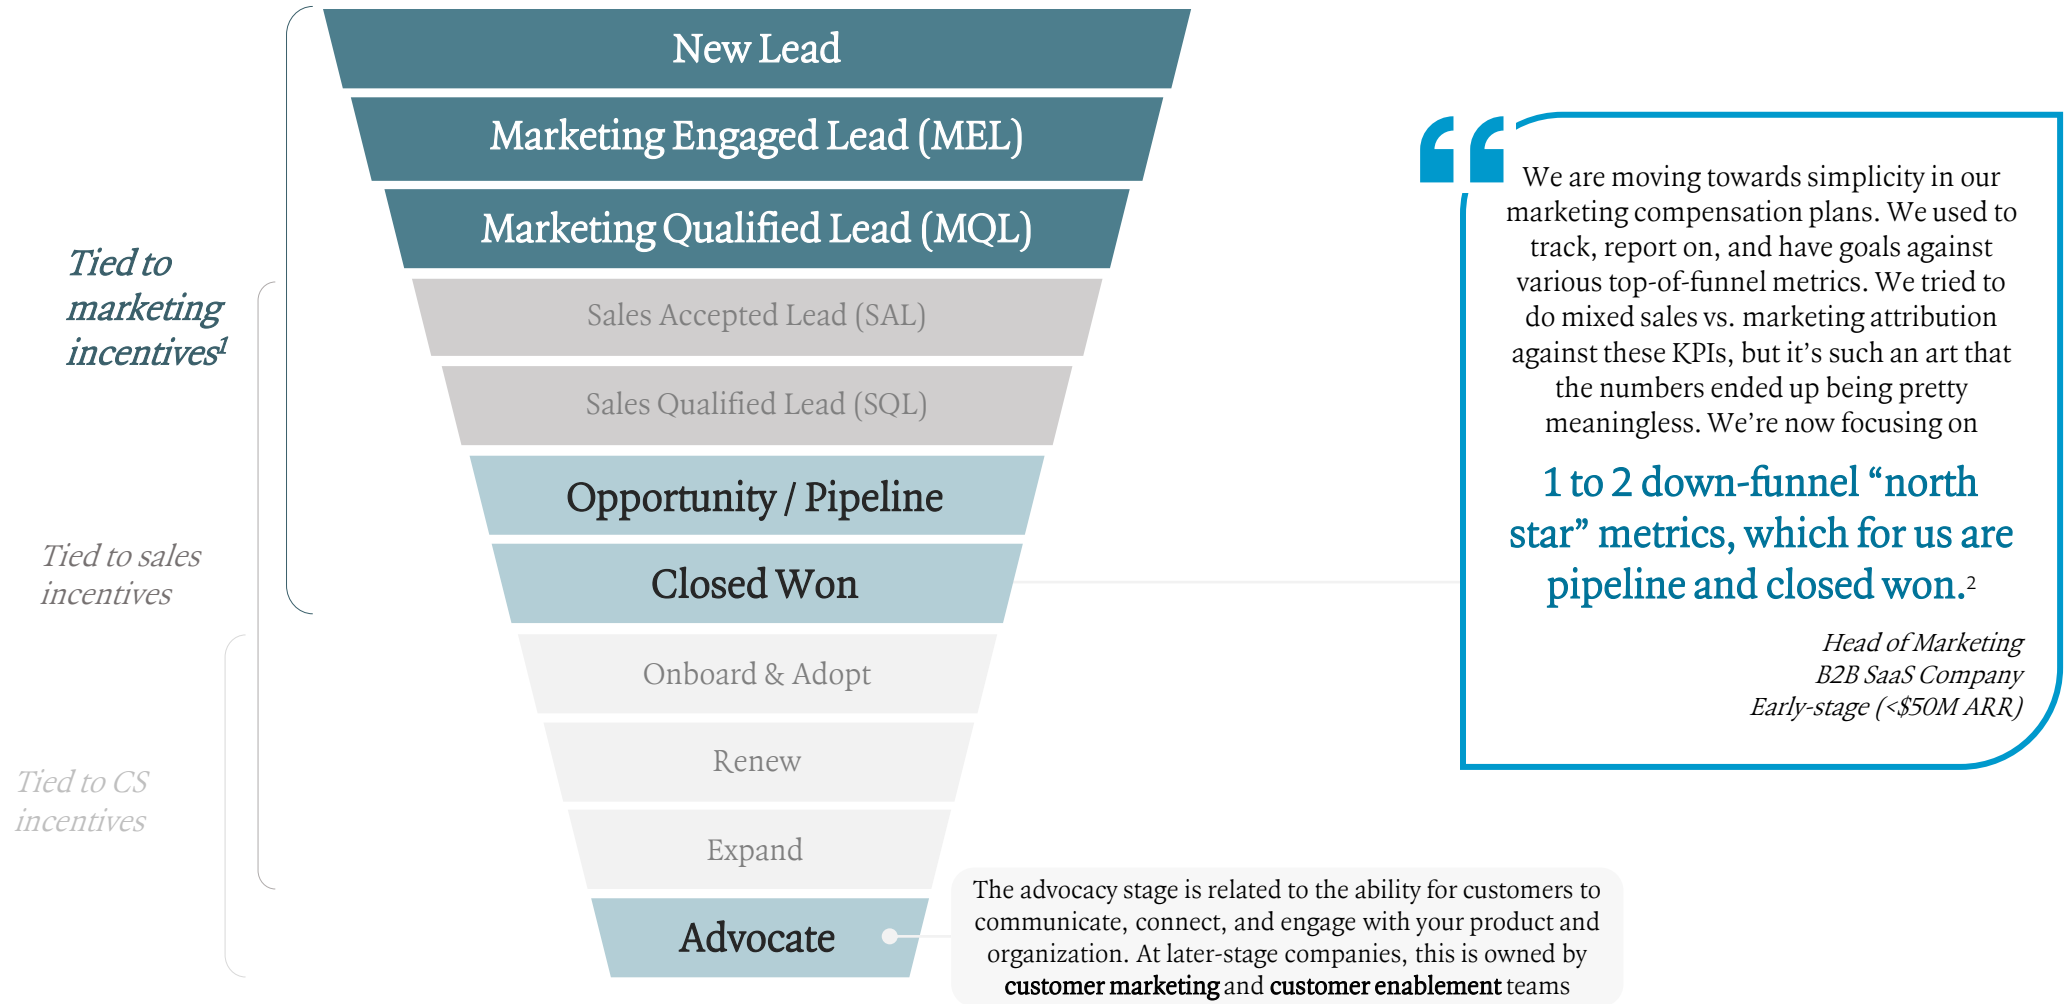 New Lead
Marketing Engaged Lead (MEL)
Marketing Qualified Lead (MQL)
Sales Accepted Lead (SAL)
Sales Qualified Lead (SQL)
Opportunity / Pipeline
Closed Won
Onboard & Adopt
Renew
Expand
Advocate
Tied to
marketing
incentives¹
Tied to sales
incentives
Tied to CS
incentives
“
We are moving towards simplicity in our
marketing compensation plans. We used to
track, report on, and have goals against
various top-of-funnel metrics. We tried to
do mixed sales vs. marketing attribution
against these KPIs, but it’s such an art that
the numbers ended up being pretty
meaningless. We’re now focusing on
1 to 2 down-funnel “north
star” metrics, which for us are
pipeline and closed won.²
Head of Marketing
B2B SaaS Company
Early-stage (<$50M ARR)
The advocacy stage is related to the ability for customers to
communicate, connect, and engage with your product and
organization. At later-stage companies, this is owned by
customer marketing and customer enablement teams